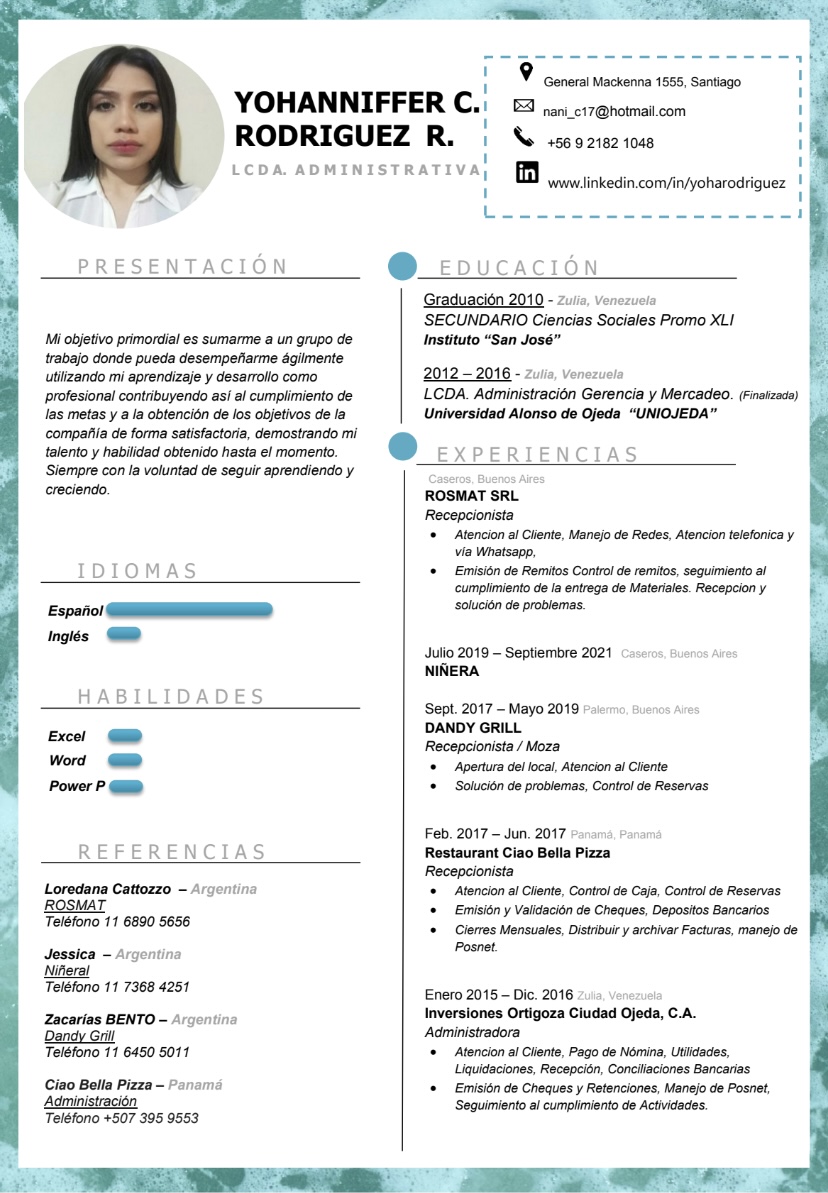 YOHANNIFFER C.
RODRIGUEZ R.
LCDA. ADMINISTRATIVA
General Mackenna 1555, Santiago
nani_c17@hotmail.com
+56 9 2182 1048
in
www.linkedin.com/in/yoharodriguez
PRESENTACIÓN
Mi objetivo primordial es sumarme a un grupo de
trabajo donde pueda desempeñarme ágilmente
utilizando mi aprendizaje y desarrollo como
profesional contribuyendo así al cumplimiento de
las metas y a la obtención de los objetivos de la
compañía de forma satisfactoria, demostrando mi
talento y habilidad obtenido hasta el momento.
Siempre con la voluntad de seguir aprendiendo y
creciendo.
IDIOMAS
Español
Inglés
HABILIDADES
Excel
Word
Power P
REFERENCIAS
Loredana Cattozzo – Argentina
ROSMAT
Teléfono 11 6890 5656
Jessica – Argentina
Niñeral
Teléfono 11 7368 4251
Zacarías BENTO – Argentina
Dandy Grill
Teléfono 11 6450 5011
Ciao Bella Pizza – Panamá
Administración
Teléfono +507 395 9553
EDUCACIÓN
Graduación 2010 - Zulia, Venezuela
SECUNDARIO Ciencias Sociales Promo XLI
Instituto “San José”
2012 – 2016 - Zulia, Venezuela
LCDA. Administración Gerencia y Mercadeo. (Finalizada)
Universidad Alonso de Ojeda “UNIOJEDA”
EXPERIENCIAS
Caseros, Buenos Aires
ROSMAT SRL
Recepcionista
• Atencion al Cliente, Manejo de Redes, Atencion telefonica y
vía Whatsapp,
• Emisión de Remitos Control de remitos, seguimiento al
cumplimiento de la entrega de Materiales. Recepcion y
solución de problemas.
Julio 2019 – Septiembre 2021 Caseros, Buenos Aires
NIÑERA
Sept. 2017 – Mayo 2019 Palermo, Buenos Aires
DANDY GRILL
Recepcionista / Moza
• Apertura del local, Atencion al Cliente
• Solución de problemas, Control de Reservas
Feb. 2017 – Jun. 2017 Panamá, Panamá
Restaurant Ciao Bella Pizza
Recepcionista
• Atencion al Cliente, Control de Caja, Control de Reservas
• Emisión y Validación de Cheques, Depositos Bancarios
• Cierres Mensuales, Distribuir y archivar Facturas, manejo de
Posnet.
Enero 2015 – Dic. 2016 Zulia, Venezuela
Inversiones Ortigoza Ciudad Ojeda, C.A.
Administradora
• Atencion al Cliente, Pago de Nómina, Utilidades,
Liquidaciones, Recepción, Conciliaciones Bancarias
• Emisión de Cheques y Retenciones, Manejo de Posnet,
Seguimiento al cumplimiento de Actividades.